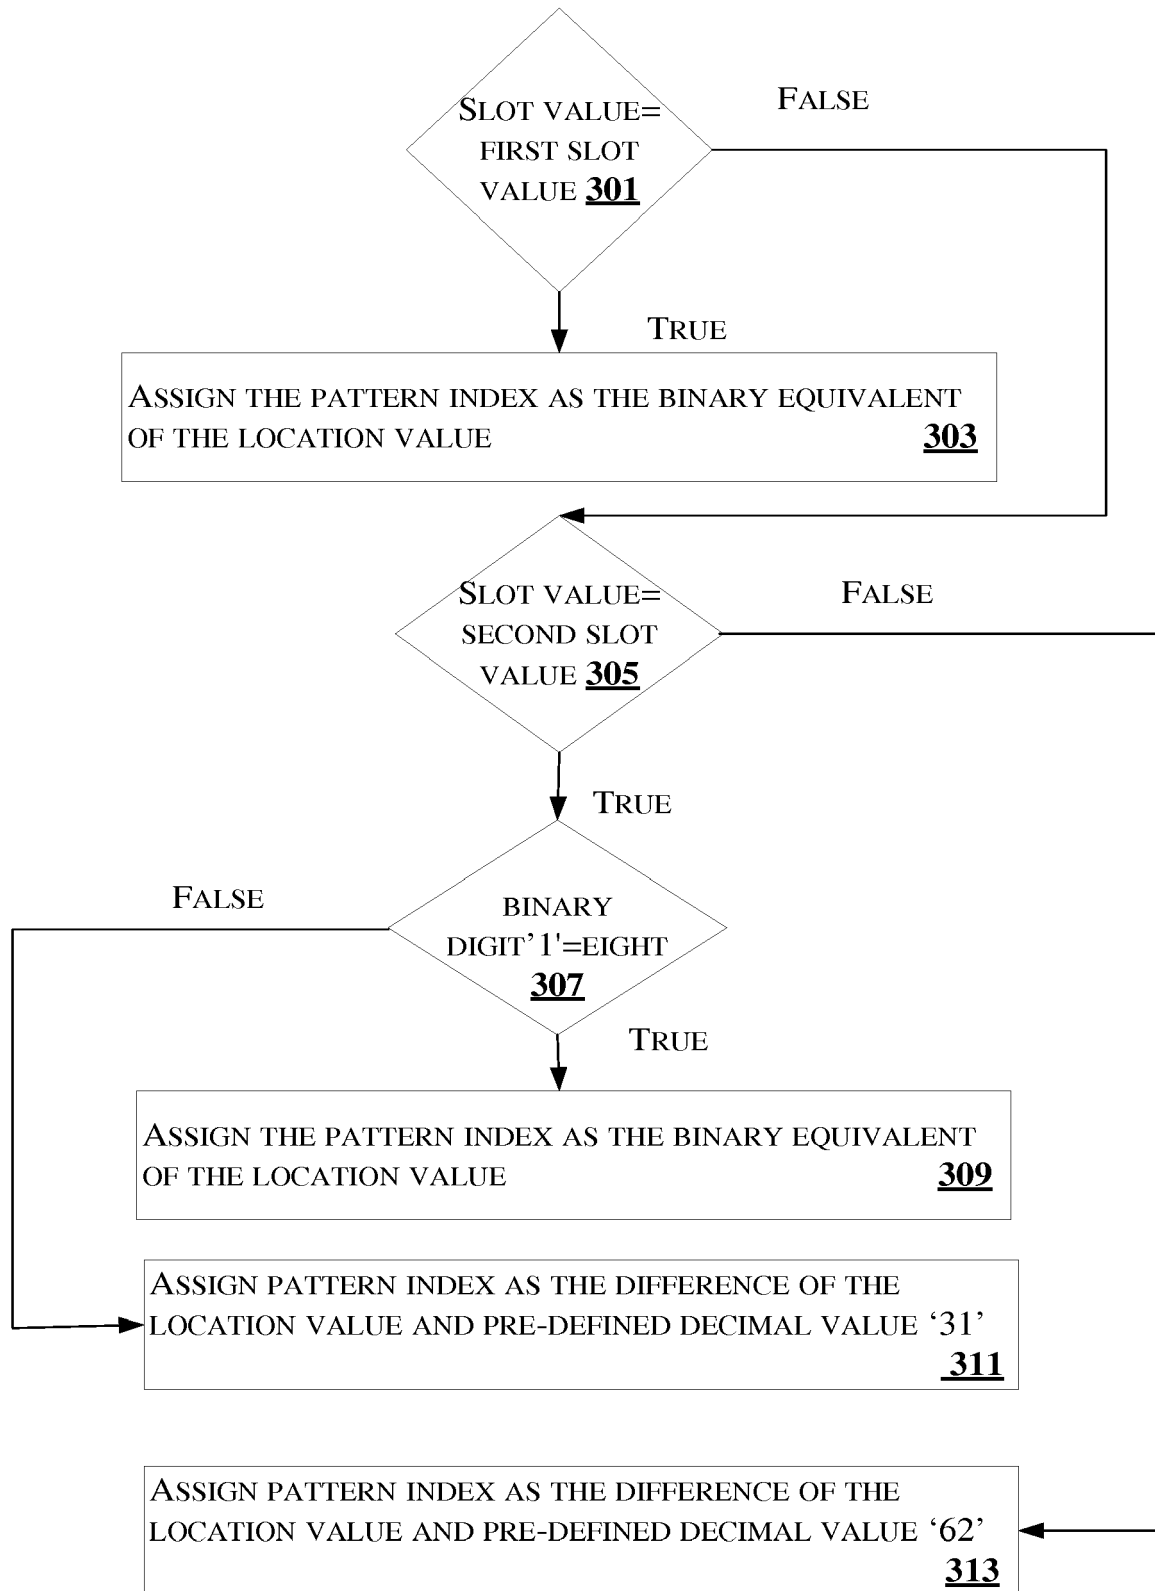 SLOT VALUE=
FALSE
FIRST SLOT
VALUE 301
TRUE
ASSIGN THE PATTERN INDEX AS THE BINARY EQUIVALENT
OF THE LOCATION VALUE 303
SLOT VALUE=
FALSE
SECOND SLOT
VALUE 305
TRUE
FALSE
BINARY
DIGIT’1'=EIGHT
307
TRUE
ASSIGN THE PATTERN INDEX AS THE BINARY EQUIVALENT
OF THE LOCATION VALUE 309
ASSIGN PATTERN INDEX AS THE DIFFERENCE OF THE
LOCATION VALUE AND PRE-DEFINED DECIMAL VALUE ‘31’
311
ASSIGN PATTERN INDEX AS THE DIFFERENCE OF THE
LOCATION VALUE AND PRE-DEFINED DECIMAL VALUE ‘62’
313